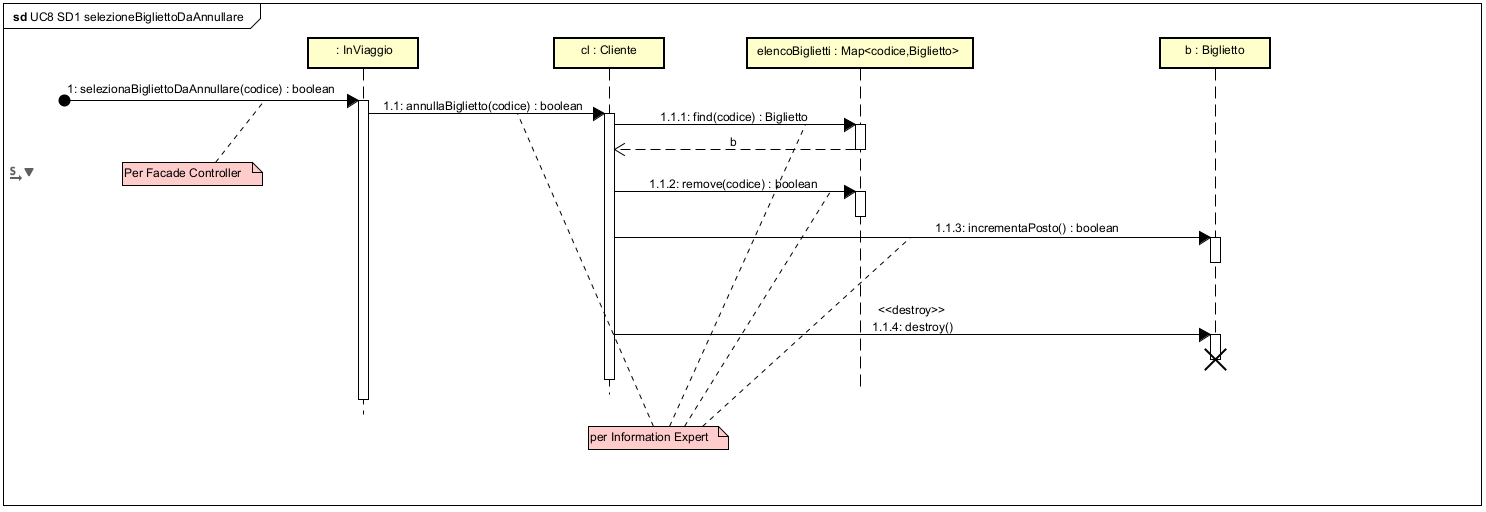 sd UC8 SD1 selezioneBigliettoDaAnnullare
: InViaggio
cl : Cliente
elencoBiglietti : Map<codice,Biglietto>
b : Biglietto
1: selezionaBigliettoDaAnnullare(codice) : boolean
1.1: annullaBiglietto(codice) : boolean
1.1.1: find(codice) : Biglietto
b
Per Facade Controller
S
1.1.2: remove(codice) : boolean
1.1.3: incrementaPosto() : boolean
<<destroy>>
1.1.4: destroy()
per Information Expert